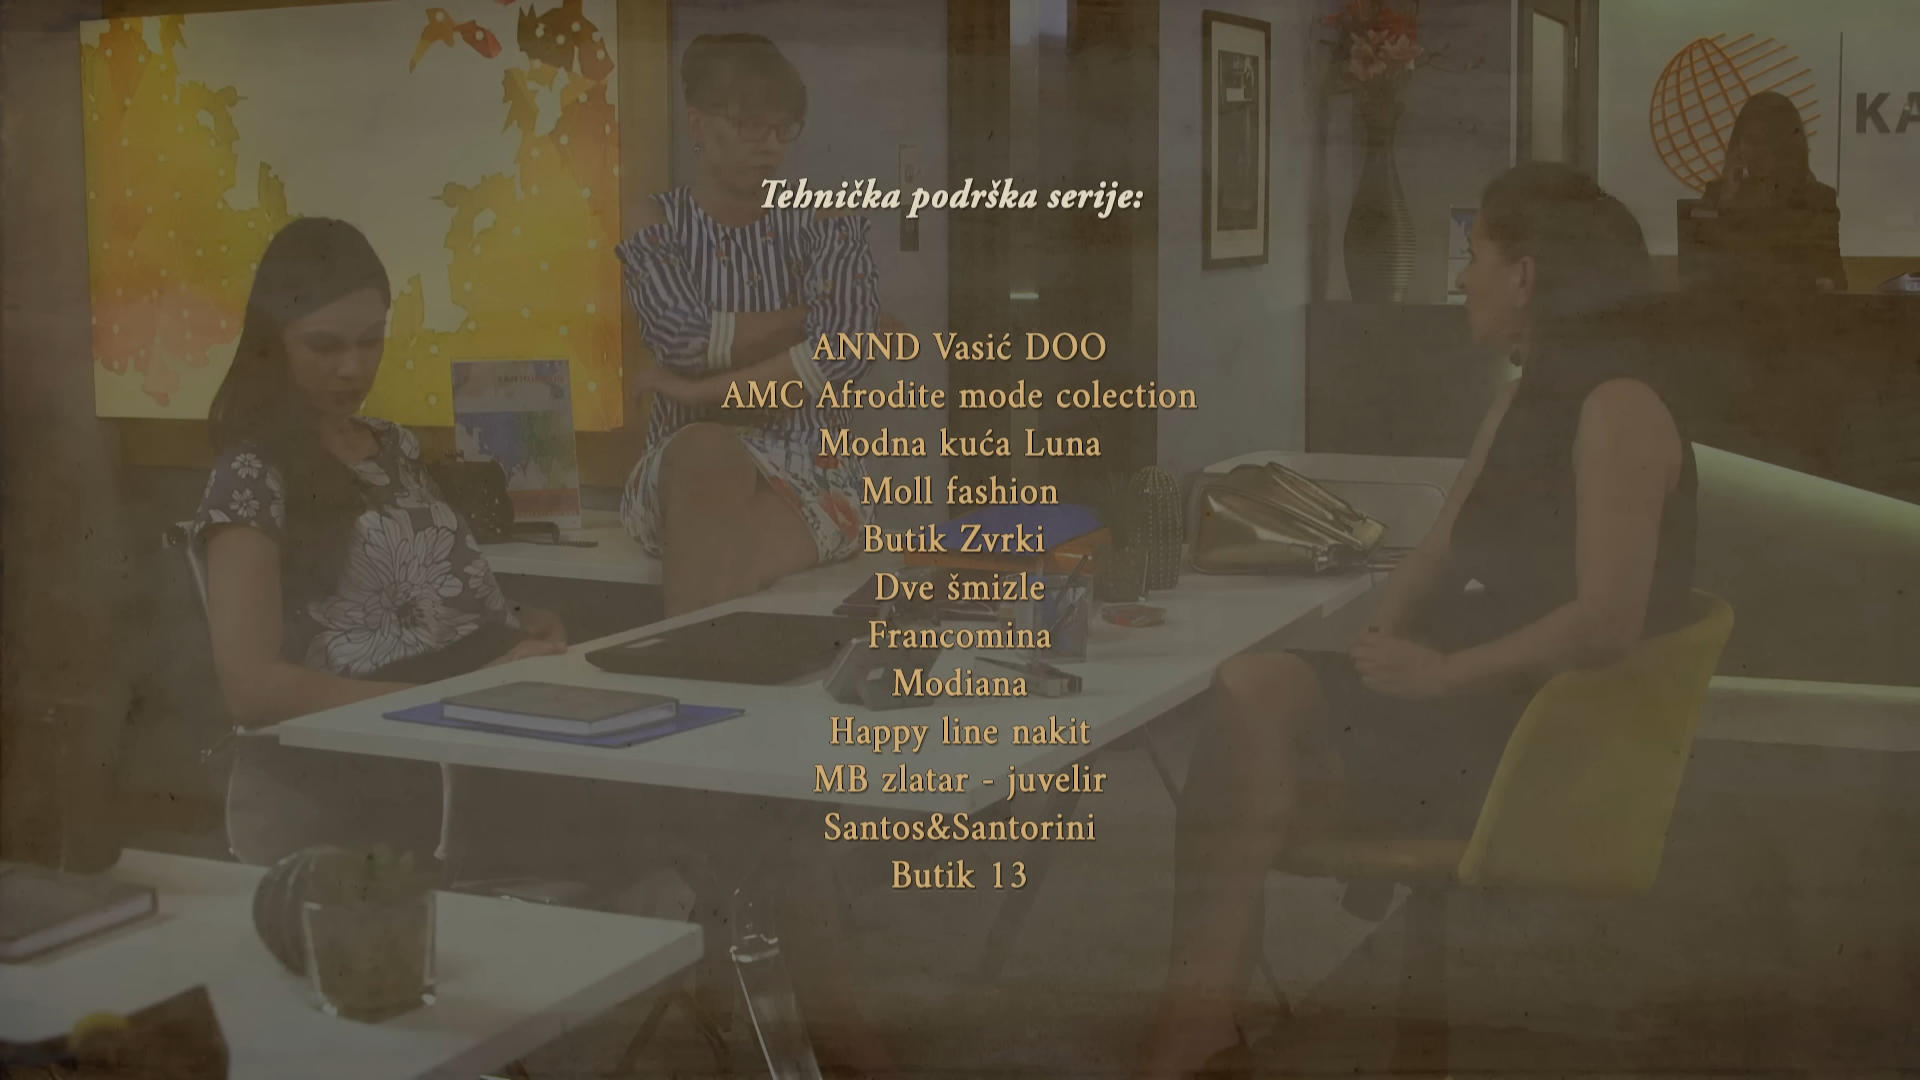 KA
Tehnička podrška serije:
ANND Vasić DOO
AMC Afrodite mode colection
Modna kuća Luna
Moll fashion
Butik Zvrki
Dve šmizle
Francomina
Modiana
Happy line nakit
MB zlatar - juvelir
Santos&Santorini
Butik 13